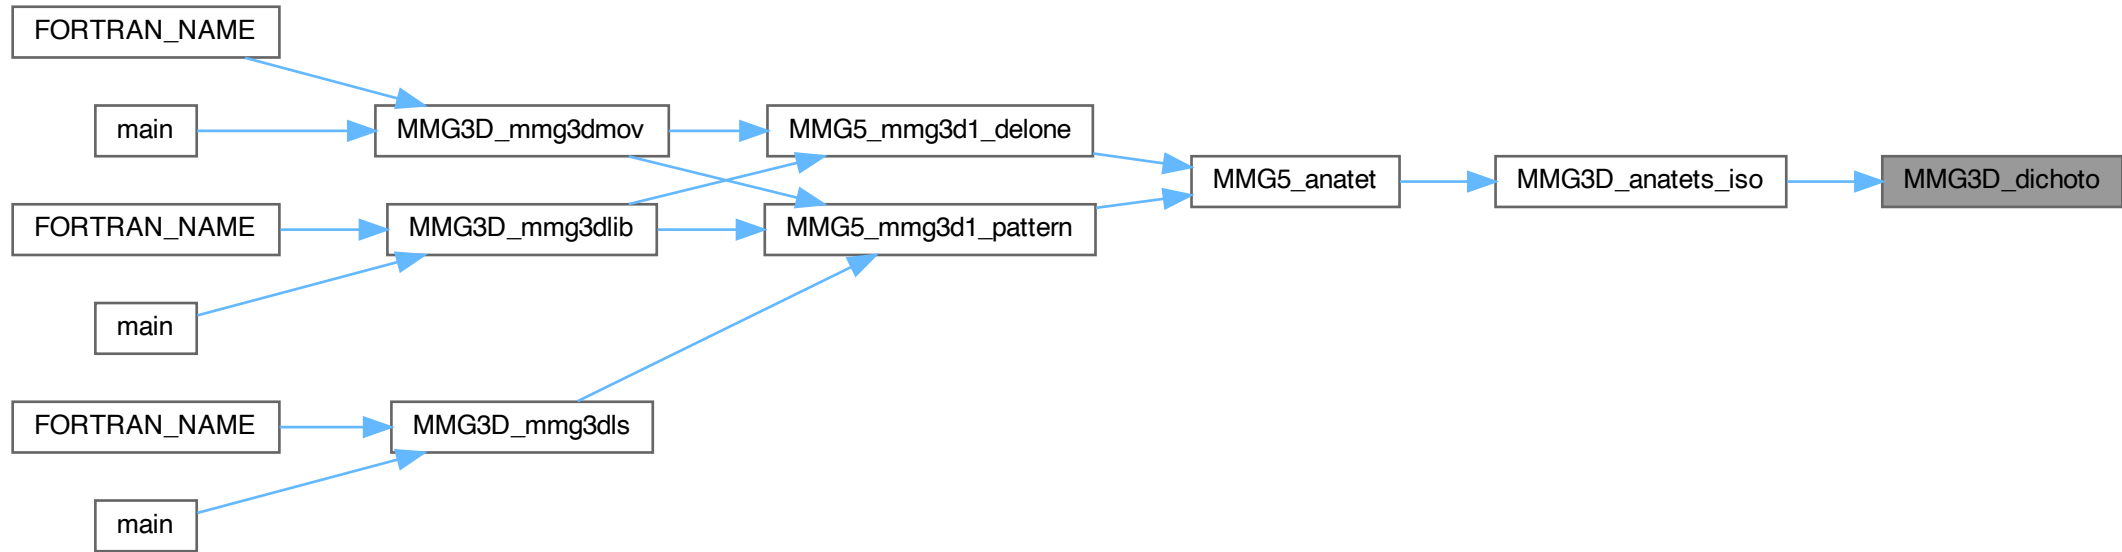 FORTRAN_NAME
main
MMG3D_mmg3dmov
MMG5_mmg3d1_delone
MMG5_anatet
MMG3D_anatets_iso
MMG3D_dichoto
FORTRAN_NAME
MMG3D_mmg3dlib
MMG5_mmg3d1_pattern
main
FORTRAN_NAME
MMG3D_mmg3dls
main